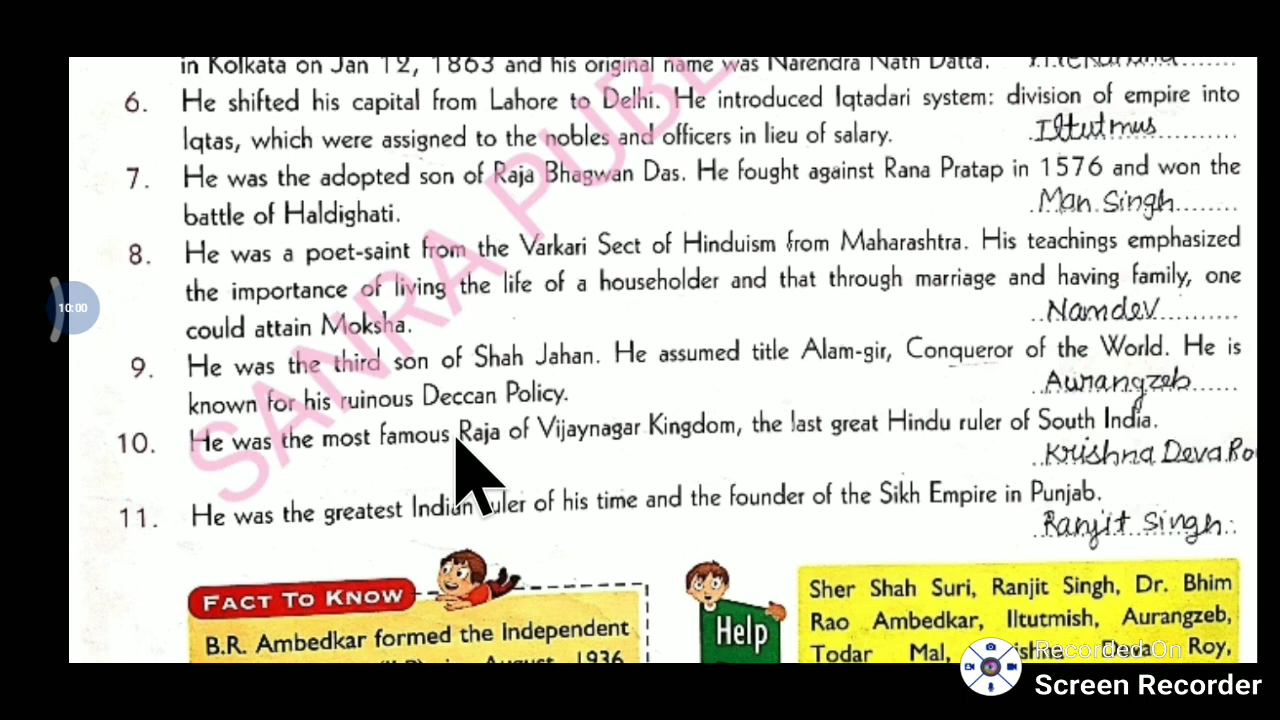 in Kolkata on Jan 12, 1863 and his original name was Narendra Nath Datta.
6. He shifted his capital from Lahore to Delhi. He introduced Iqtadari system: division of empire into
Iqtas, which were assigned to the nobles and officers in lieu of salary. Iltutmus
7. He was the adopted son of Raja Bhagwan Das. He fought against Rana Pratap in 1576 and won the
battle of Haldighati. Man Singh
8. He was a poet-saint from the Varkari Sect of Hinduism from Maharashtra. His teachings emphasized
the importance of living the life of a householder and that through marriage and having family, one
could attain Moksha. Namdev
9. He was the third son of Shah Jahan. He assumed title Alam-gir, Conqueror of the World. He is
known for his ruinous Deccan Policy. Aurangzeb
10. He was the most famous Raja of Vijaynagar Kingdom, the last great Hindu ruler of South India.
Krishna Deva Ro
11. He was the greatest Indian ruler of his time and the founder of the Sikh Empire in Punjab.
Ranjit Singh
SANRA PUBL
10:00
FACT TO KNOW
B.R. Ambedkar formed the Independent
August 1936
Help
Sher Shah Suri, Ranjit Singh, Dr. Bhim
Rao Ambedkar, Iltutmish, Aurangzeb,
Todar Mal, Deva Roy,
Recorded On
Screen Recorder